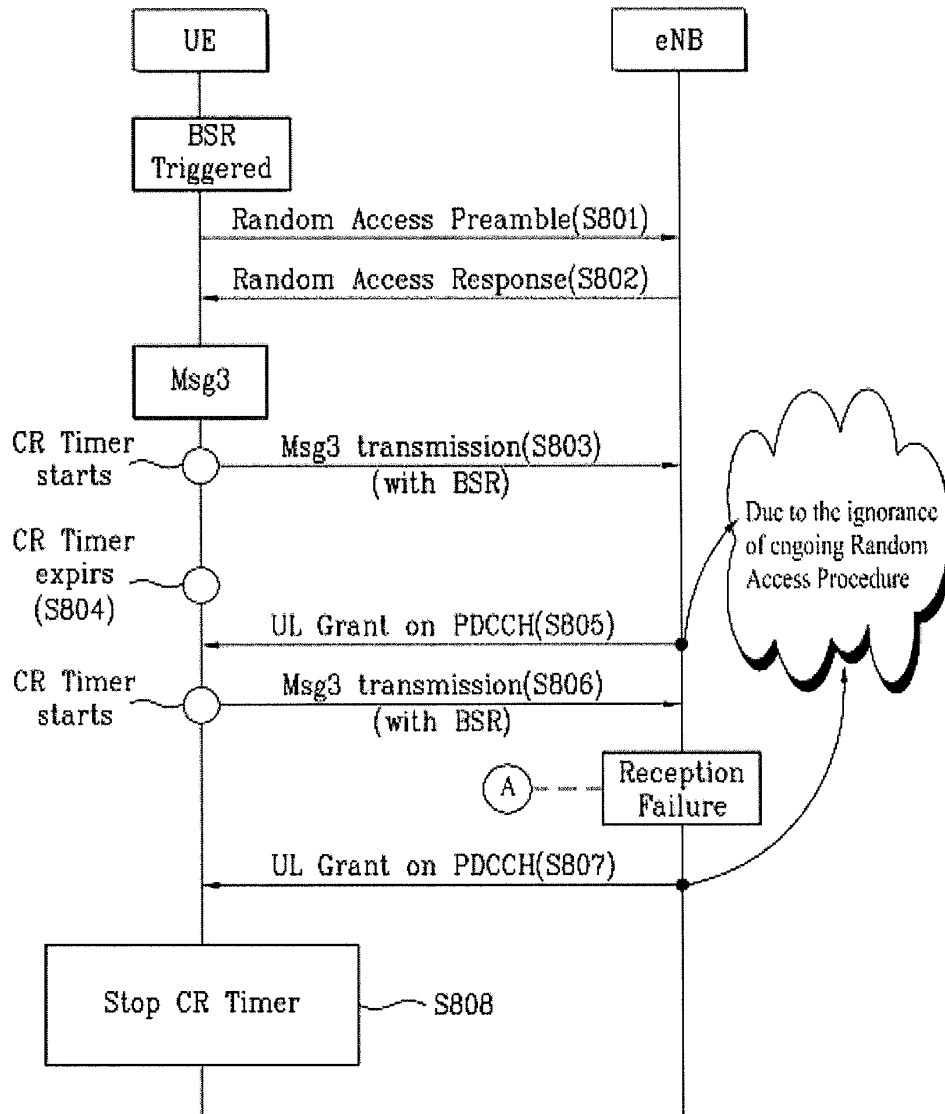 UE
eNB
BSR
Triggered
Random Access Preamble(S801)
Random Access Response(S802)
Msg3
CR Timer
starts
Msg3 transmission(S803)
(with BSR)
Due to the ignorance
of ongoing Random
Access Procedure
CR Timer
expirs
(S804)
UL Grant on PDCCH(S805)
CR Timer
starts
Msg3 transmission(S806)
(with BSR)
A
Reception
Failure
UL Grant on PDCCH(S807)
Stop CR Timer
S808